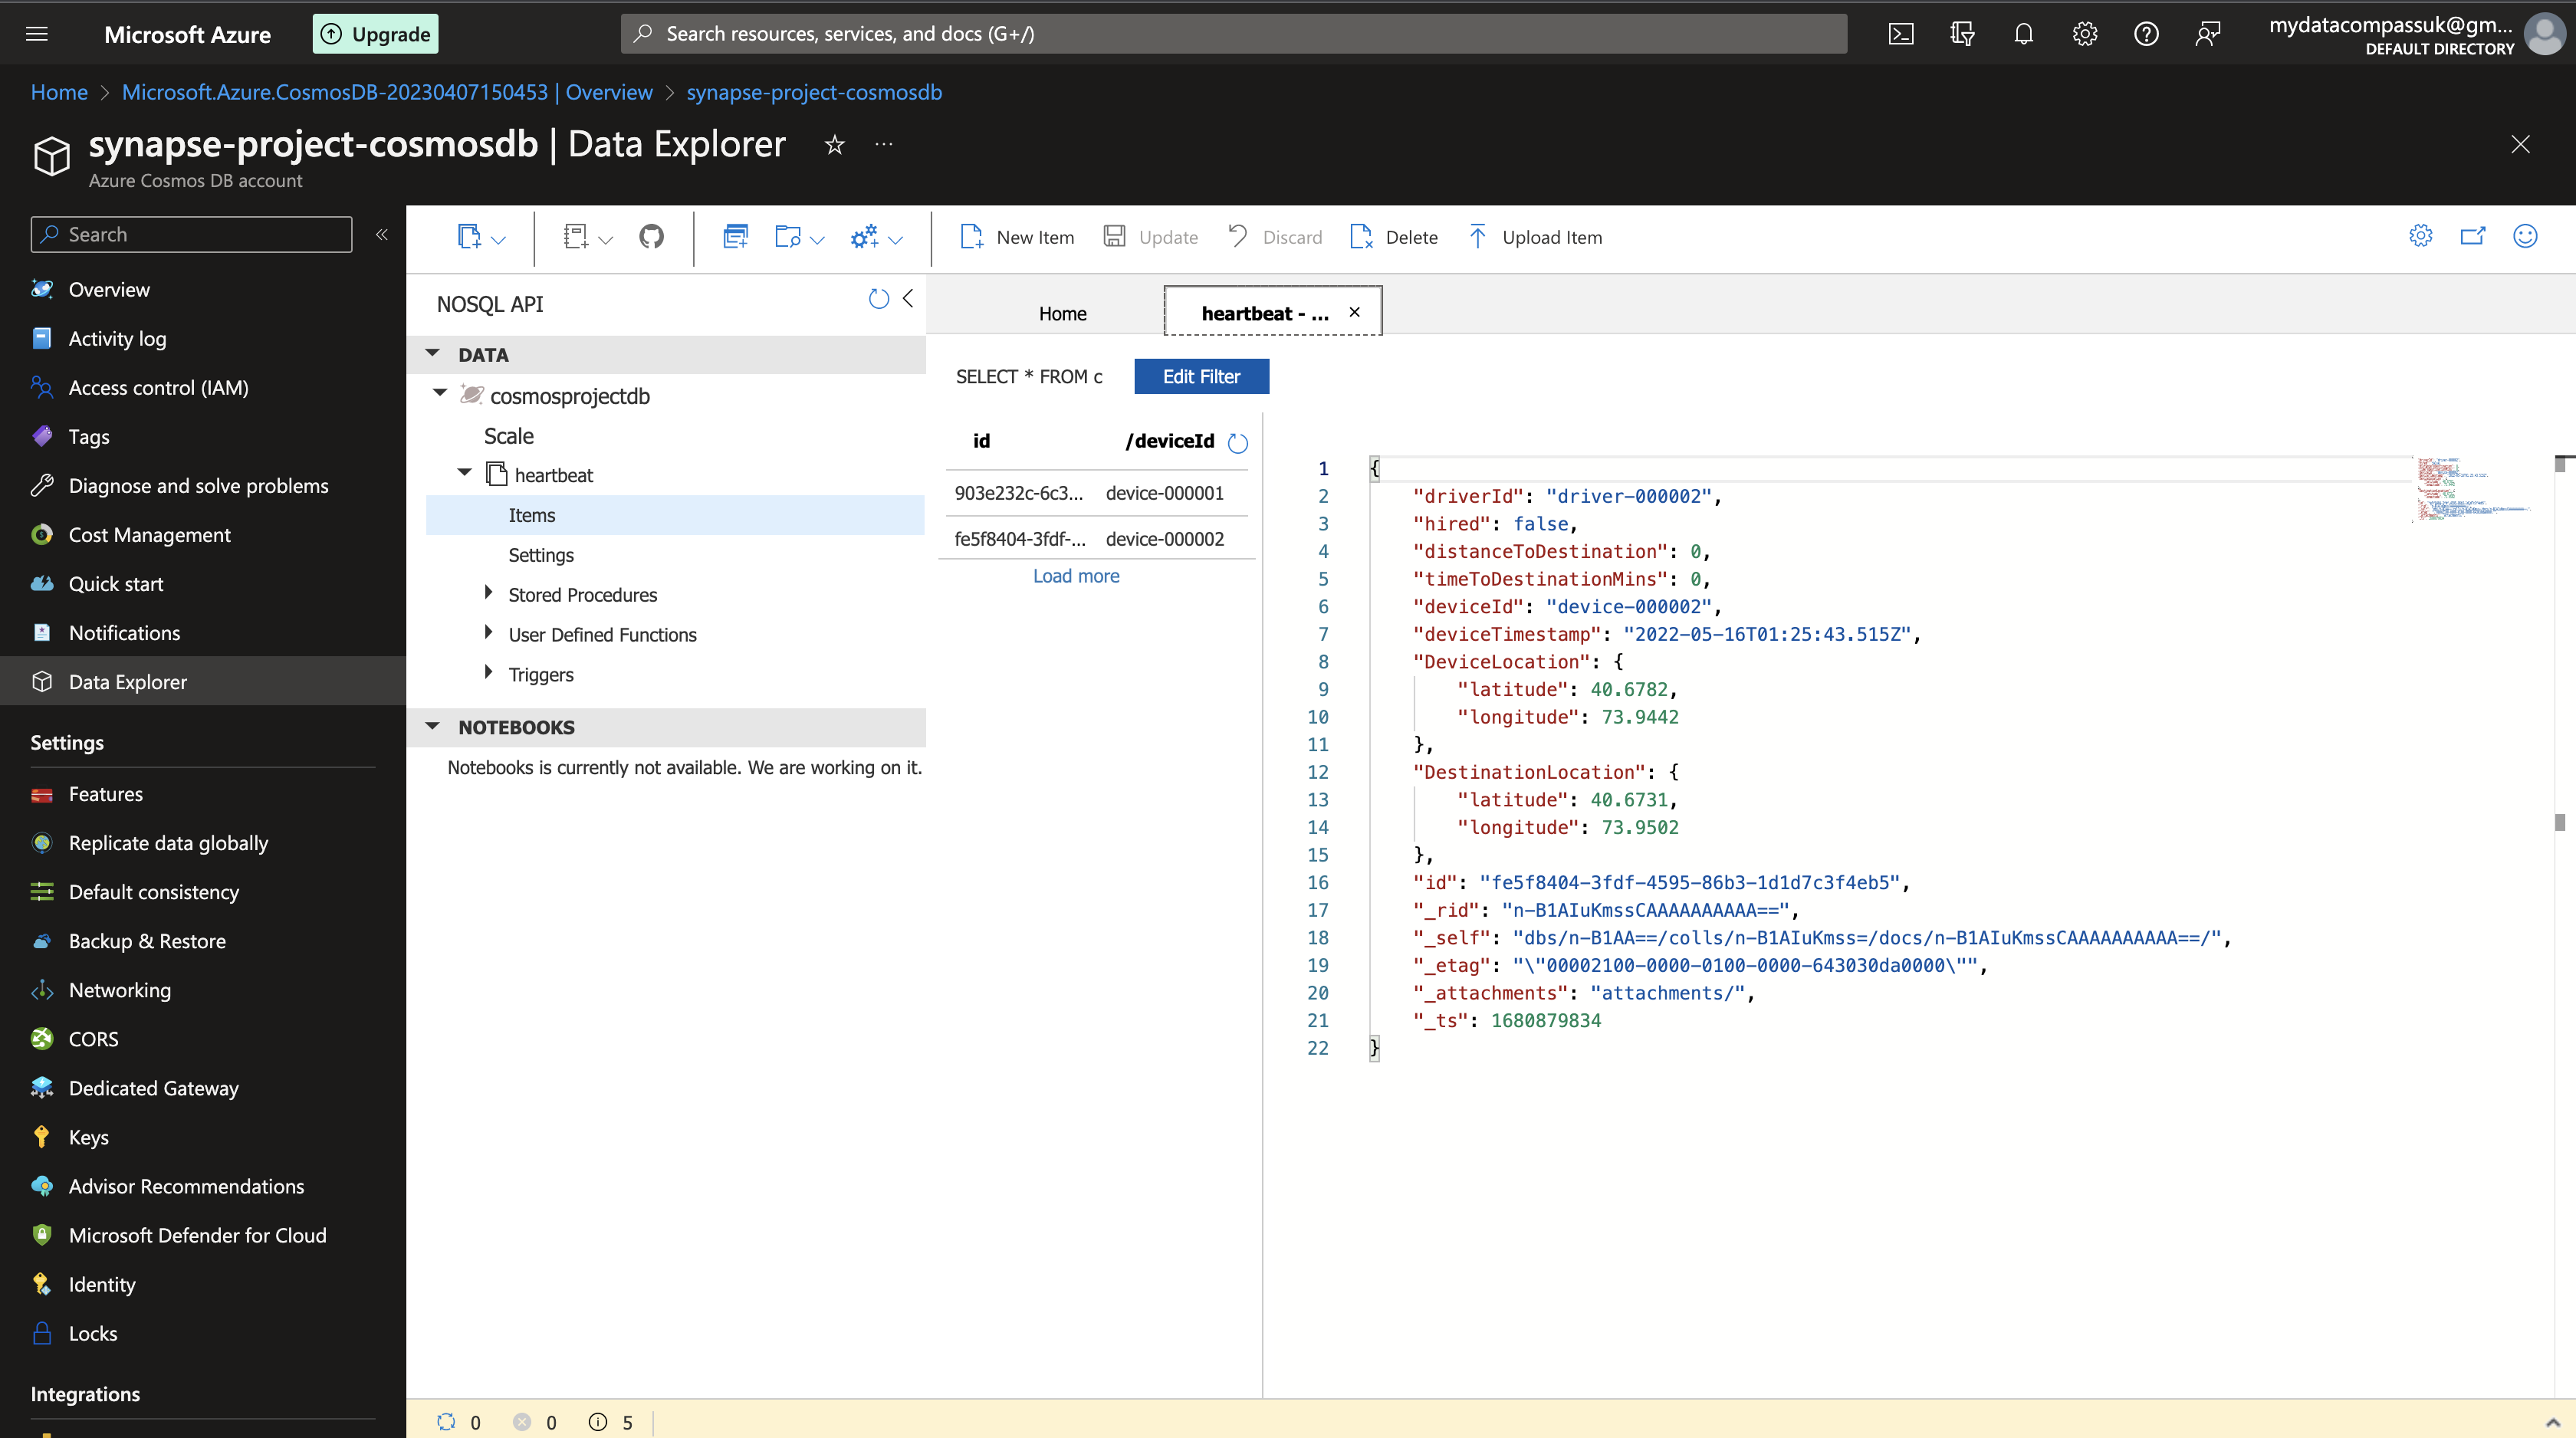 Microsoft Azure
Upgrade
Search resources, services, and docs (G+/)
mydatacompassuk@gm...
DEFAULT DIRECTORY
Home > Microsoft.Azure.CosmosDB-20230407150453 | Overview > synapse-project-cosmosdb
synapse-project-cosmosdb | Data Explorer
Azure Cosmos DB account
Search
Overview
Activity log
Access control (IAM)
Tags
Diagnose and solve problems
Cost Management
Quick start
Notifications
Data Explorer
Settings
Features
Replicate data globally
Default consistency
Backup & Restore
Networking
CORS
Dedicated Gateway
Keys
Advisor Recommendations
Microsoft Defender for Cloud
Identity
Locks
Integrations
New Item
Update
Discard
Delete
Upload Item
NOSQL API
DATA
cosmosprojectdb
Scale
heartbeat
Items
Settings
Stored Procedures
User Defined Functions
Triggers
NOTEBOOKS
Notebooks is currently not available. We are working on it.
Home
heartbeat - ...
SELECT * FROM c
Edit Filter
id /deviceId
903e232c-6c3... device-000001
fe5f8404-3fdf-... device-000002
Load more
1 {
2 "driverId": "driver-000002",
3 "hired": false,
4 "distanceToDestination": 0,
5 "timeToDestinationMins": 0,
6 "deviceId": "device-000002",
7 "deviceTimestamp": "2022-05-16T01:25:43.515Z",
8 "DeviceLocation": {
9 "latitude": 40.6782,
10 "longitude": 73.9442
11 },
12 "DestinationLocation": {
13 "latitude": 40.6731,
14 "longitude": 73.9502
15 },
16 "id": "fe5f8404-3fdf-4595-86b3-1d1d7c3f4eb5",
17 "_rid": "n-B1AIuKmssCAAAAAAAAAA==",
18 "_self": "dbs/n-B1AA==/colls/n-B1AIuKmss=/docs/n-B1AIuKmssCAAAAAAAAAA==/",
19 "_etag": "\"00002100-0000-0100-0000-643030da0000\"",
20 "_attachments": "attachments/",
21 "_ts": 1680879834
22 }
0 0 5